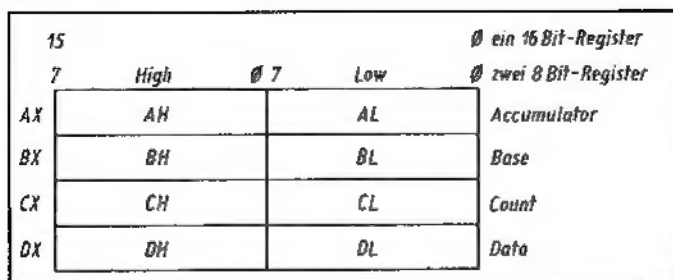 15 Ø ein 16 Bit-Register
7 High Ø 7 Low Ø zwei 8 Bit-Register
AX AH AL Accumulator
BX BH BL Base
CX CH CL Count
DX DH DL Data